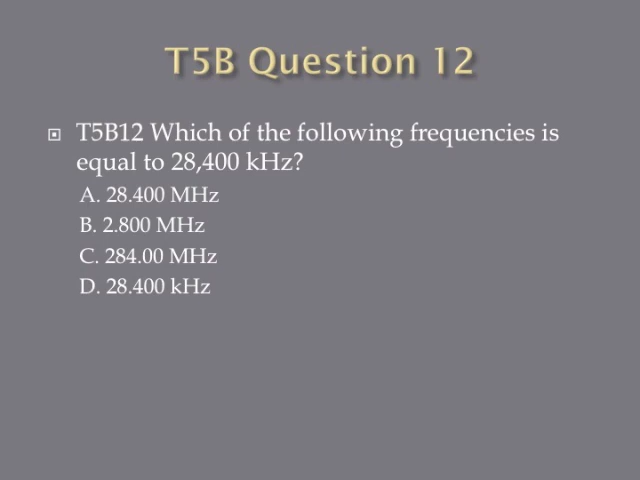 T5B Question 12
T5B12 Which of the following frequencies is
equal to 28,400 kHz?
A. 28.400 MHz
B. 2.800 MHz
C. 284.00 MHz
D. 28.400 kHz